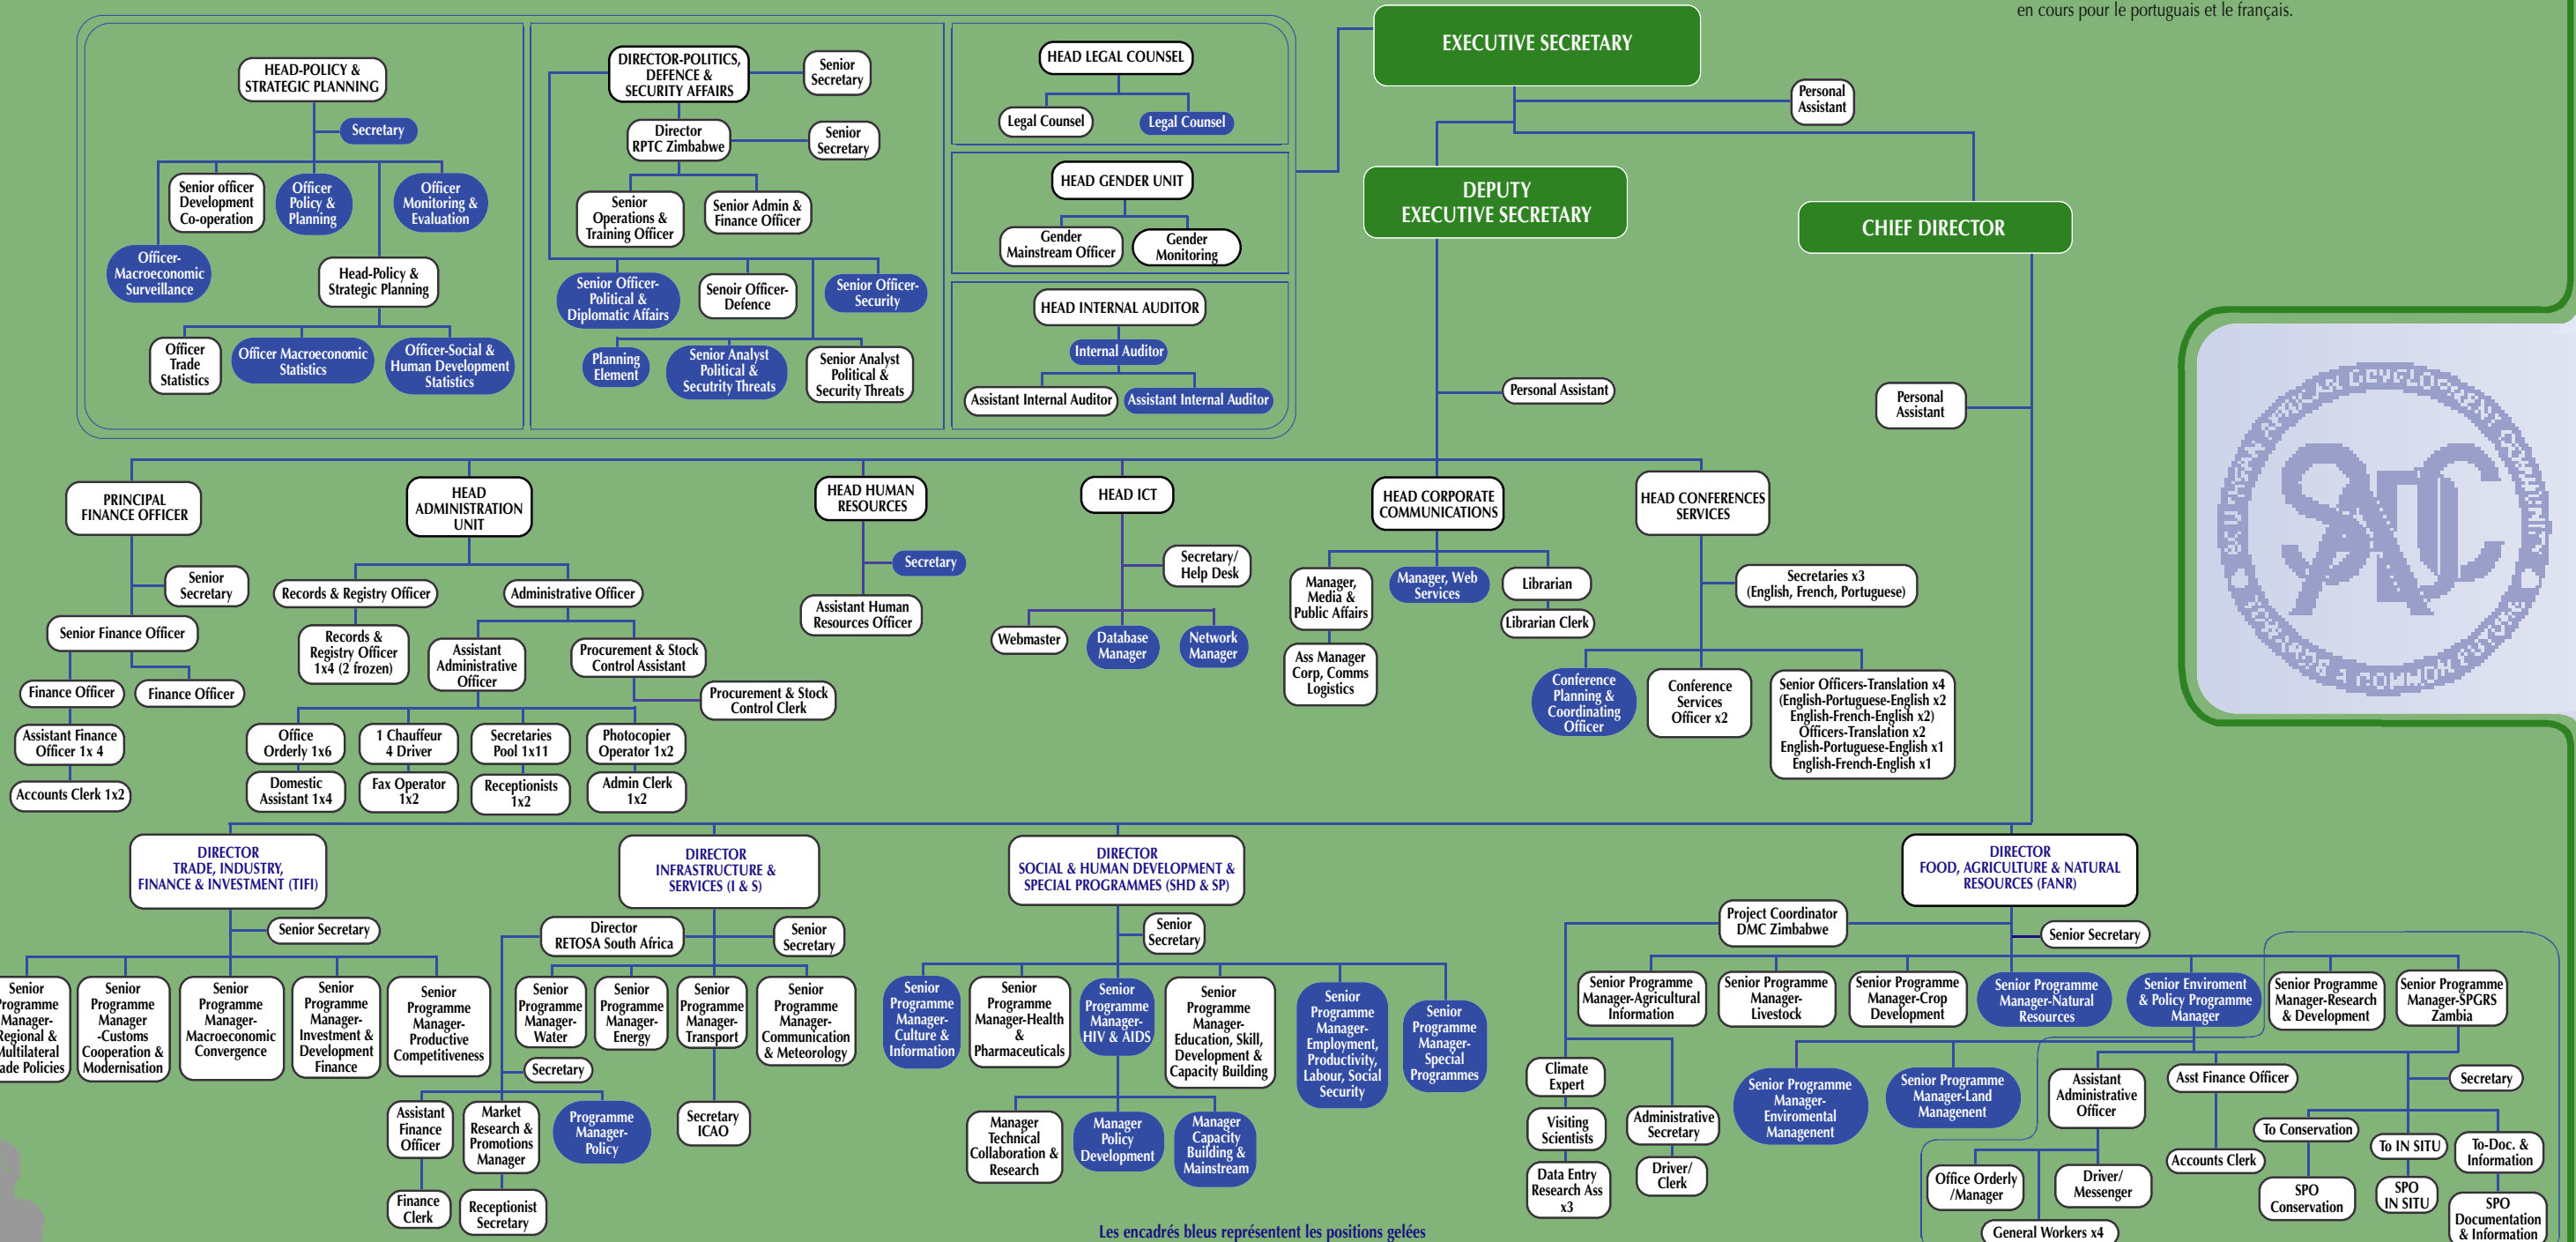 en cours pour le portuguais et le français.
EXECUTIVE SECRETARY
Personal
Assistant
DEPUTY
EXECUTIVE SECRETARY
CHIEF DIRECTOR
Personal Assistant
Personal
Assistant
HEAD-POLICY &
STRATEGIC PLANNING
Secretary
Senior officer
Development
Co-operation
Officer
Policy &
Planning
Officer
Monitoring &
Evaluation
Officer-
Macroeconomic
Surveillance
Head-Policy &
Strategic Planning
Officer
Trade
Statistics
Officer Macroeconomic
Statistics
Officer-Social &
Human Development
Statistics
DIRECTOR-POLITICS,
DEFENCE &
SECURITY AFFAIRS
Senior
Secretary
Director
RPTC Zimbabwe
Senior
Secretary
Senior
Operations &
Training Officer
Senior Admin &
Finance Officer
Senior Officer-
Political &
Diplomatic Affairs
Senoir Officer-
Defence
Senior Officer-
Security
Planning
Element
Senior Analyst
Political &
Secutrity Threats
Senior Analyst
Political &
Security Threats
HEAD LEGAL COUNSEL
Legal Counsel
Legal Counsel
HEAD GENDER UNIT
Gender
Mainstream Officer
Gender
Monitoring
HEAD INTERNAL AUDITOR
Internal Auditor
Assistant Internal Auditor
Assistant Internal Auditor
PRINCIPAL
FINANCE OFFICER
Senior
Secretary
Senior Finance Officer
Finance Officer
Finance Officer
Assistant Finance
Officer 1x 4
Accounts Clerk 1x2
HEAD
ADMINISTRATION
UNIT
Records & Registry Officer
Administrative Officer
Records &
Registry Officer
1x4 (2 frozen)
Assistant
Administrative
Officer
Procurement & Stock
Control Assistant
Procurement & Stock
Control Clerk
Office
Orderly 1x6
1 Chauffeur
4 Driver
Secretaries
Pool 1x11
Photocopier
Operator 1x2
Domestic
Assistant 1x4
Fax Operator
1x2
Receptionists
1x2
Admin Clerk
1x2
HEAD HUMAN
RESOURCES
Secretary
Assistant Human
Resources Officer
HEAD ICT
Secretary/
Help Desk
Webmaster
Database
Manager
Network
Manager
HEAD CORPORATE
COMMUNICATIONS
Manager,
Media &
Public Affairs
Manager, Web
Services
Librarian
Librarian Clerk
Ass Manager
Corp, Comms
Logistics
HEAD CONFERENCES
SERVICES
Secretaries x3
(English, French, Portuguese)
Conference
Planning &
Coordinating
Officer
Conference
Services
Officer x2
Senior Officers-Translation x4
(English-Portuguese-English x2
English-French-English x2)
Officers-Translation x2
English-Portuguese-English x1
English-French-English x1
SADC
DIRECTOR
TRADE, INDUSTRY,
FINANCE & INVESTMENT (TIFI)
Senior Secretary
Senior
Programme
Manager-
Regional &
Multilateral
Trade Policies
Senior
Programme
Manager
-Customs
Cooperation &
Modernisation
Senior
Programme
Manager-
Macroeconomic
Convergence
Senior
Programme
Manager-
Investment &
Development
Finance
Senior
Programme
Manager-
Productive
Competitiveness
DIRECTOR
INFRASTRUCTURE &
SERVICES (I & S)
Director
RETOSA South Africa
Senior
Secretary
Senior
Programme
Manager-
Water
Senior
Programme
Manager-
Energy
Senior
Programme
Manager-
Transport
Senior
Programme
Manager-
Communication
& Meteorology
Secretary
Assistant
Finance
Officer
Market
Research &
Promotions
Manager
Programme
Manager-
Policy
Secretary
ICAO
Finance
Clerk
Receptionist
Secretary
DIRECTOR
SOCIAL & HUMAN DEVELOPMENT &
SPECIAL PROGRAMMES (SHD & SP)
Senior
Secretary
Senior
Programme
Manager-
Culture &
Information
Senior
Programme
Manager-Health
&
Pharmaceuticals
Senior
Programme
Manager-
HIV & AIDS
Senior
Programme
Manager-
Education, Skill,
Development &
Capacity Building
Senior
Programme
Manager-
Employment,
Productivity,
Labour, Social
Security
Senior
Programme
Manager-
Special
Programmes
Manager
Technical
Collaboration &
Research
Manager
Policy
Development
Manager
Capacity
Building &
Mainstream
DIRECTOR
FOOD, AGRICULTURE & NATURAL
RESOURCES (FANR)
Project Coordinator
DMC Zimbabwe
Senior Secretary
Senior Programme
Manager-Agricultural
Information
Senior Programme
Manager-
Livestock
Senior Programme
Manager-Crop
Development
Senior Programme
Manager-Natural
Resources
Senior Enviroment
& Policy Programme
Manager
Senior Programme
Manager-Research
& Development
Senior Programme
Manager-SPGRS
Zambia
Climate
Expert
Visiting
Scientists
Data Entry
Research Ass
x3
Administrative
Secretary
Driver/
Clerk
Senior Programme
Manager-
Enviromental
Management
Senior Programme
Manager-Land
Management
Assistant
Administrative
Officer
Asst Finance Officer
Secretary
Office Orderly
/Manager
Driver/
Messenger
General Workers x4
Accounts Clerk
To Conservation
To IN SITU
To-Doc. &
Information
SPO
Conservation
SPO
IN SITU
SPO
Documentation
& Information
Les encadrés bleus représentent les positions gelées